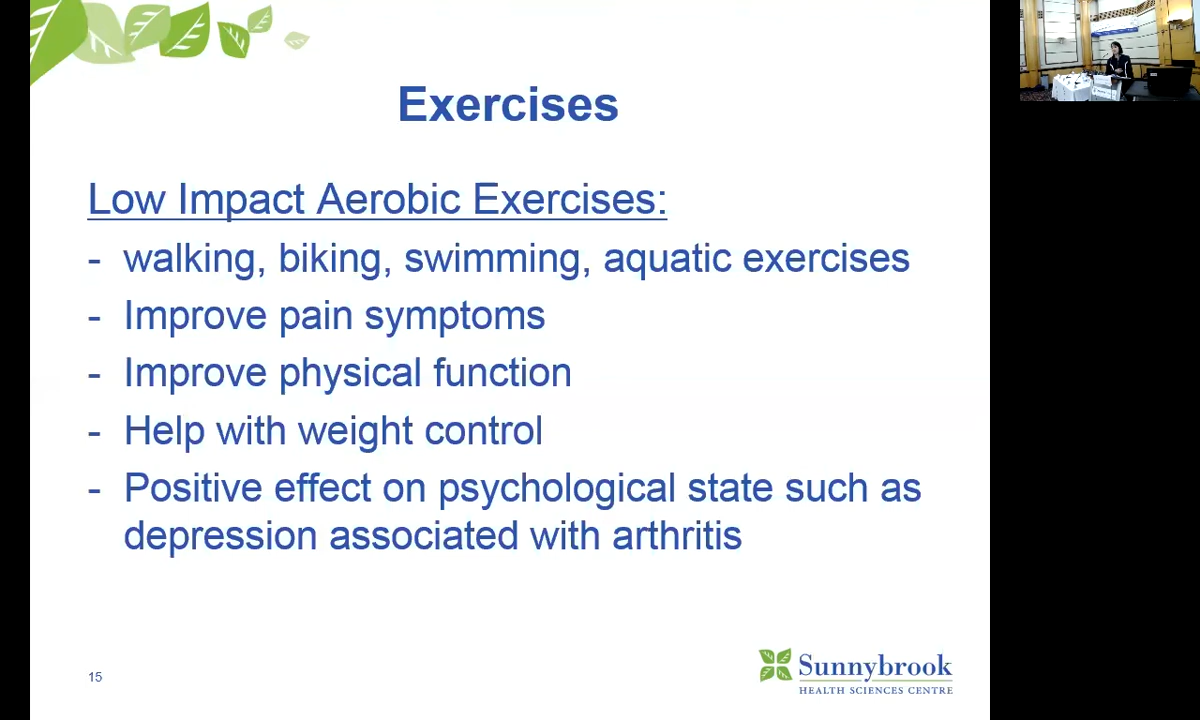 Exercises
Low Impact Aerobic Exercises:
- walking, biking, swimming, aquatic exercises
- Improve pain symptoms
- Improve physical function
- Help with weight control
- Positive effect on psychological state such as
depression associated with arthritis
15
Sunnybrook
HEALTH SCIENCES CENTRE